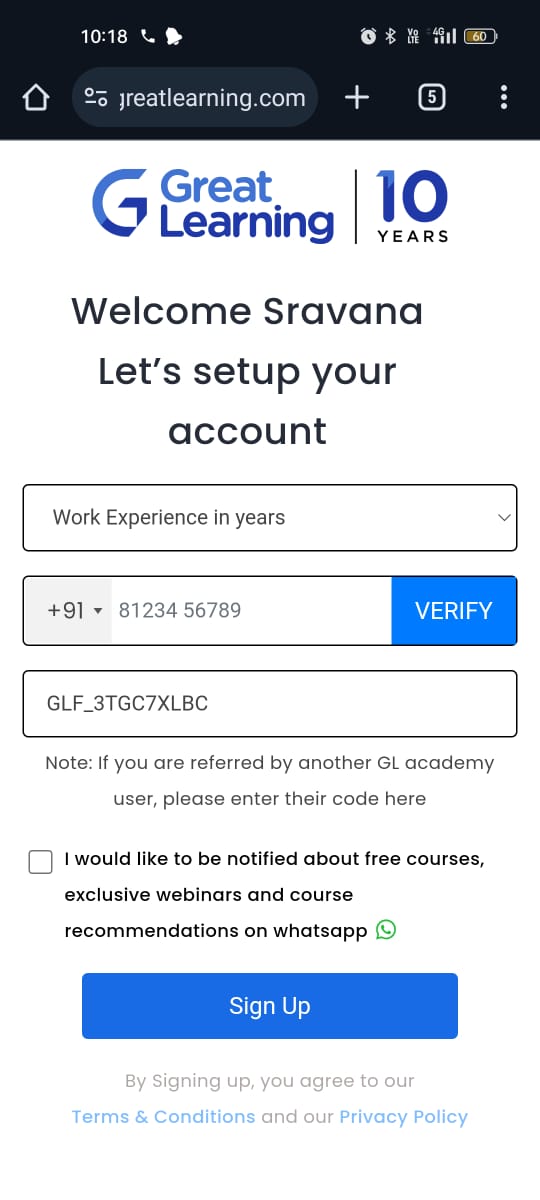 10:18 Vo LTE 4G 60
greatlearning.com + 5
Great
Learning
10
YEARS
Welcome Sravana
Let’s setup your
account
Work Experience in years
+91 81234 56789 VERIFY
GLF_3TGC7XLBC
Note: If you are referred by another GL academy
user, please enter their code here
I would like to be notified about free courses,
exclusive webinars and course
recommendations on whatsapp
Sign Up
By Signing up, you agree to our
Terms & Conditions and our Privacy Policy